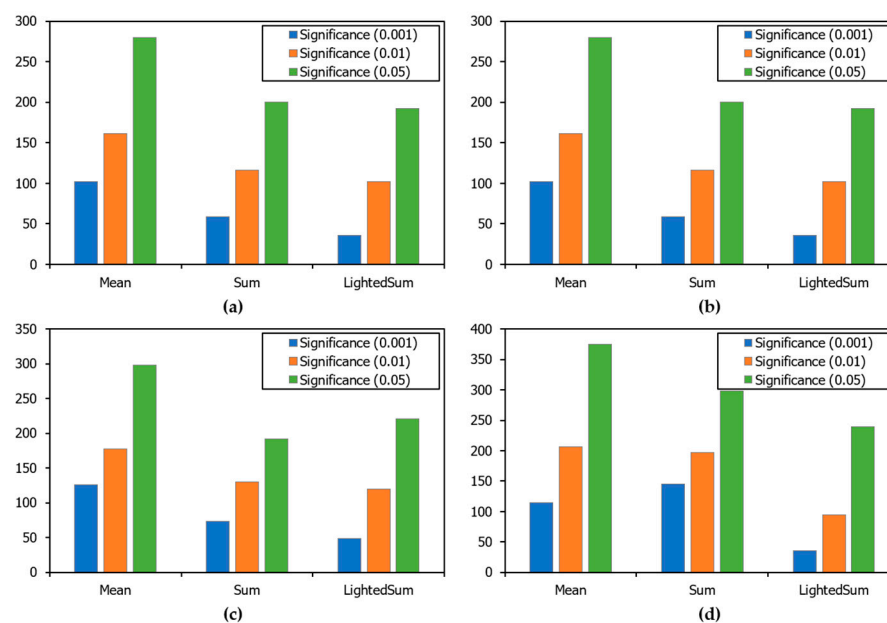 300
250
200
150
100
50
0
Significance (0.001)
Significance (0.01)
Significance (0.05)
Mean Sum LightedSum
(a)
300
250
200
150
100
50
0
Significance (0.001)
Significance (0.01)
Significance (0.05)
Mean Sum LightedSum
(b)
350
300
250
200
150
100
50
0
Significance (0.001)
Significance (0.01)
Significance (0.05)
Mean Sum LightedSum
(c)
400
350
300
250
200
150
100
50
0
Significance (0.001)
Significance (0.01)
Significance (0.05)
Mean Sum LightedSum
(d)